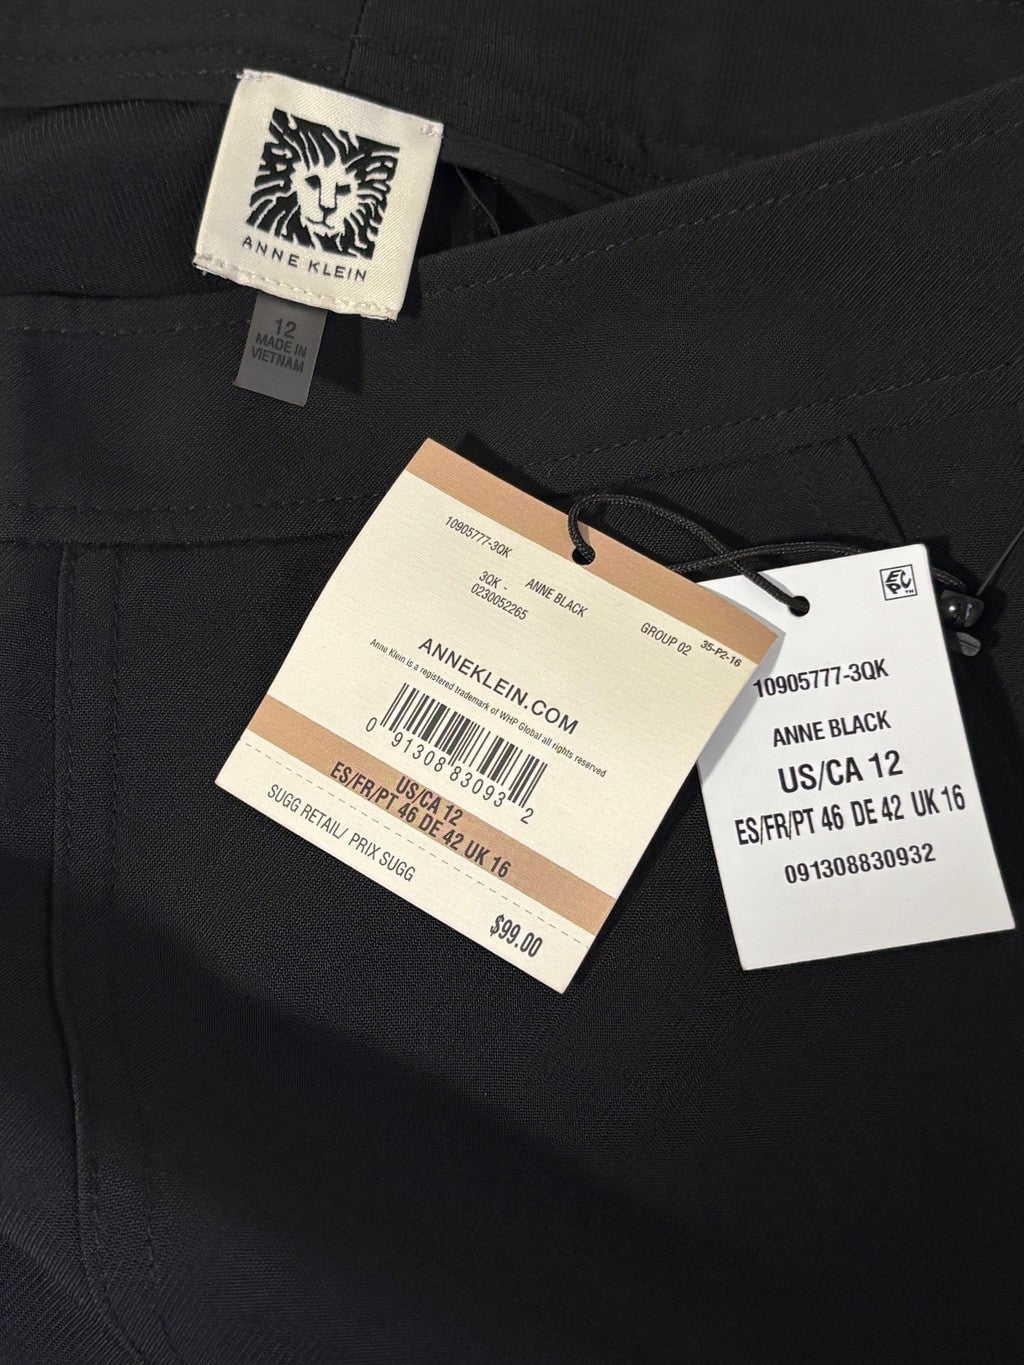 ANNE KLEIN
12
MADE IN
VIETNAM
10905777-3QK
3QK - ANNE BLACK
0230052265
GROUP 02 35-P2-16
ANNEKLEIN.COM
Anne Klein is a registered trademark of WHP Global all rights reserved
0 91308 83093 2
US/CA 12
ES/FR/PT 46 DE 42 UK 16
SUGG RETAIL/ PRIX SUGG
$99.00
EPC TM
10905777-3QK
ANNE BLACK
US/CA 12
ES/FR/PT 46 DE 42 UK 16
091308830932